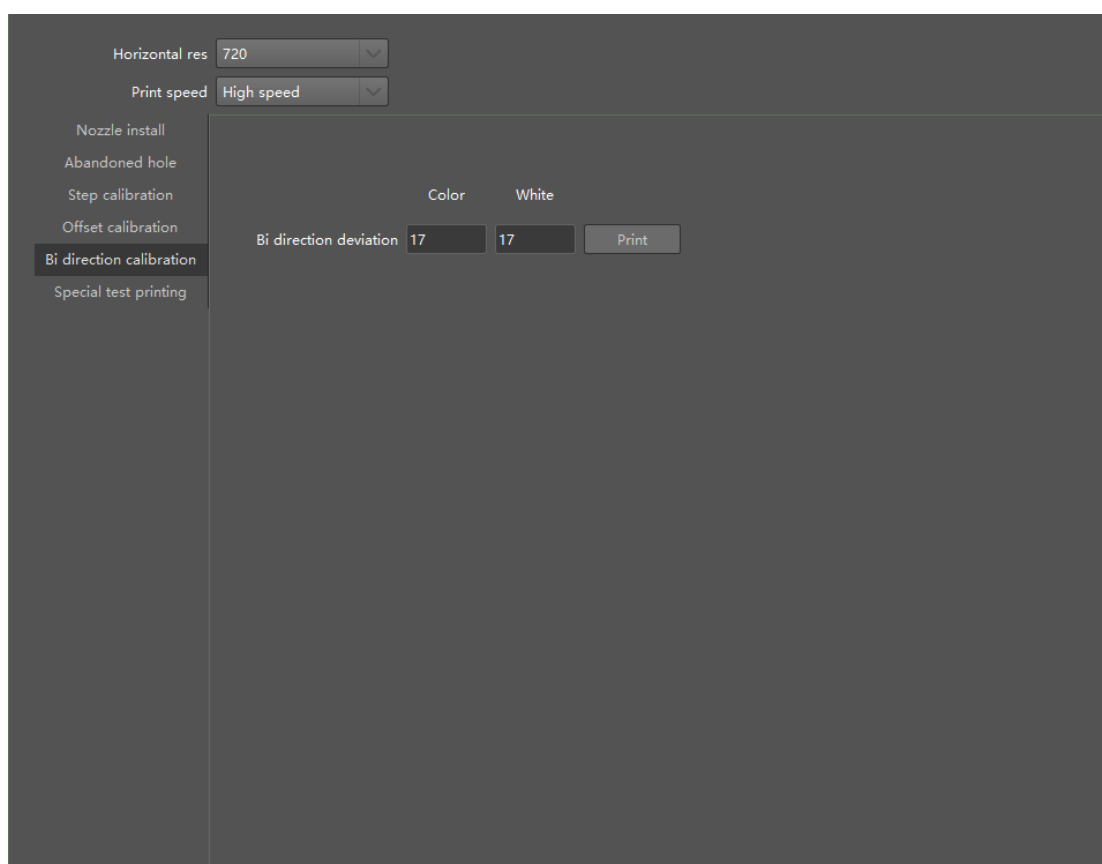 Horizontal res 720
Print speed High speed
Nozzle install
Abandoned hole
Step calibration
Offset calibration
Bi direction calibration
Special test printing
Color White
Bi direction deviation 17 17 Print